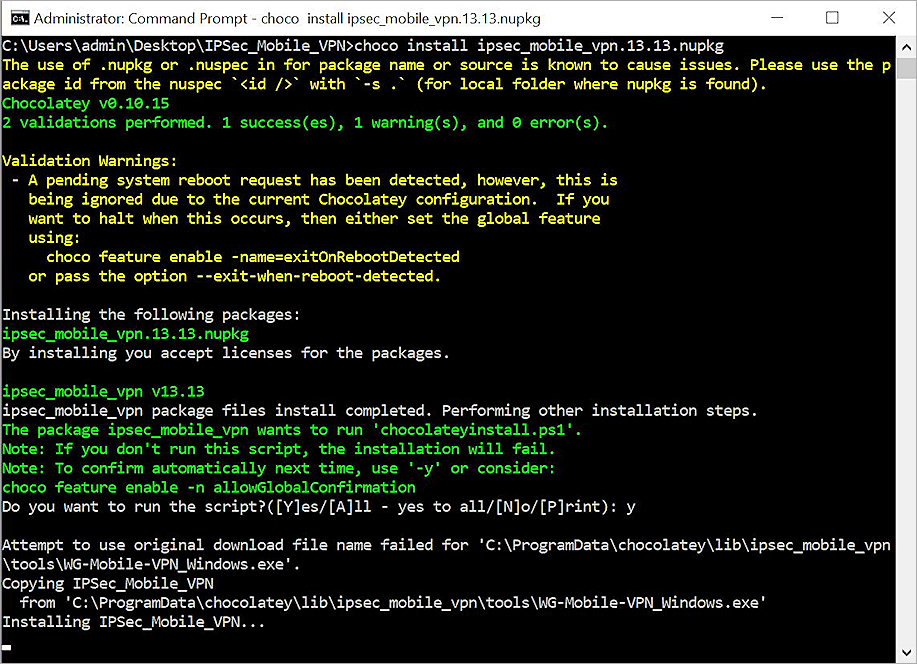 Administrator: Command Prompt - choco  install ipsec_mobile_vpn.13.13.nupkg
C:\Users\admin\Desktop\IPSec_Mobile_VPN>choco install ipsec_mobile_vpn.13.13.nupkg
The use of .nupkg or .nuspec in for package name or source is known to cause issues. Please use the p
ackage id from the nuspec `<id />` with `-s .` (for local folder where nupkg is found).
Chocolatey v0.10.15
2 validations performed. 1 success(es), 1 warning(s), and 0 error(s).
Validation Warnings:
 - A pending system reboot request has been detected, however, this is
   being ignored due to the current Chocolatey configuration.  If you
   want to halt when this occurs, then either set the global feature
   using:
     choco feature enable -name=exitOnRebootDetected
   or pass the option --exit-when-reboot-detected.
Installing the following packages:
ipsec_mobile_vpn.13.13.nupkg
By installing you accept licenses for the packages.
ipsec_mobile_vpn v13.13
ipsec_mobile_vpn package files install completed. Performing other installation steps.
The package ipsec_mobile_vpn wants to run 'chocolateyinstall.ps1'.
Note: If you don't run this script, the installation will fail.
Note: To confirm automatically next time, use '-y' or consider:
choco feature enable -n allowGlobalConfirmation
Do you want to run the script?([Y]es/[A]ll - yes to all/[N]o/[P]rint): y
Attempt to use original download file name failed for 'C:\ProgramData\chocolatey\lib\ipsec_mobile_vpn
\tools\WG-Mobile-VPN_Windows.exe'.
Copying IPSec_Mobile_VPN
  from 'C:\ProgramData\chocolatey\lib\ipsec_mobile_vpn\tools\WG-Mobile-VPN_Windows.exe'
Installing IPSec_Mobile_VPN...